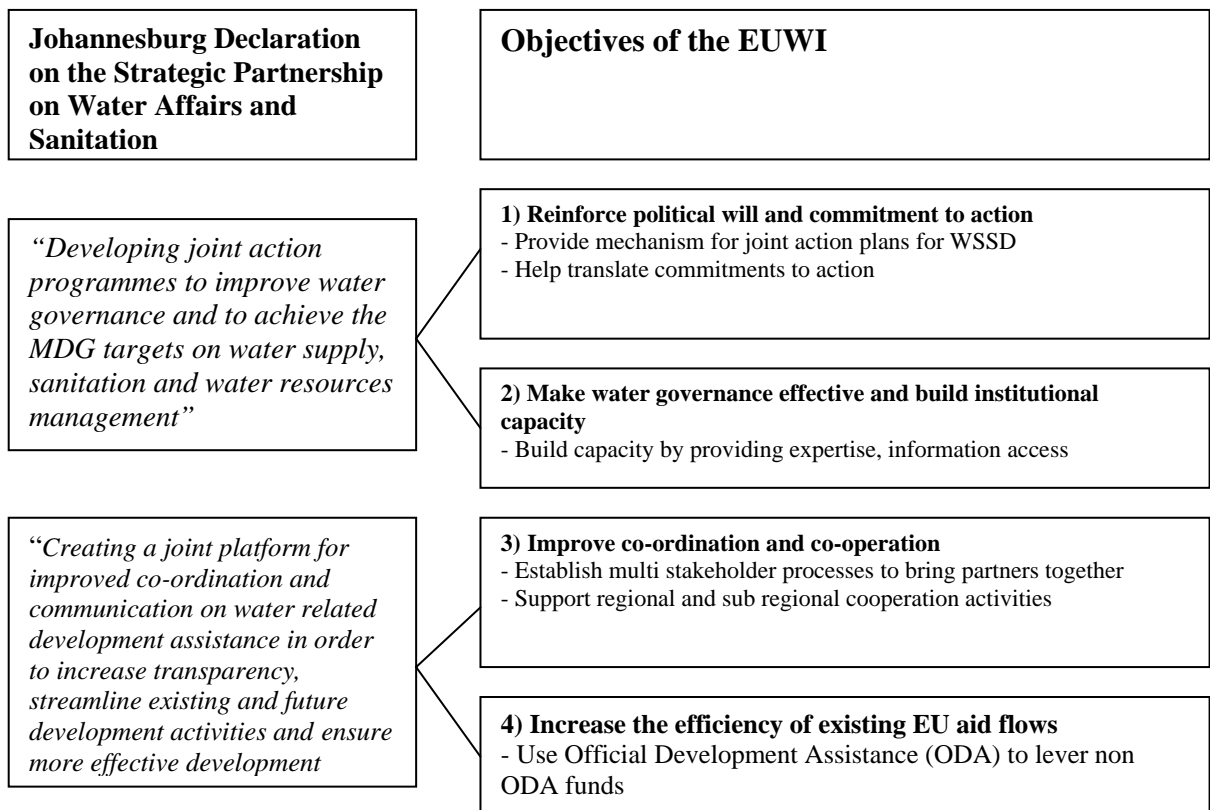 Johannesburg Declaration
on the Strategic Partnership
on Water Affairs and
Sanitation
Objectives of the EUWI
“Developing joint action
programmes to improve water
governance and to achieve the
MDG targets on water supply,
sanitation and water resources
management”
1) Reinforce political will and commitment to action
- Provide mechanism for joint action plans for WSSD
- Help translate commitments to action
2) Make water governance effective and build institutional
capacity
- Build capacity by providing expertise, information access
“Creating a joint platform for
improved co-ordination and
communication on water related
development assistance in order
to increase transparency,
streamline existing and future
development activities and ensure
more effective development
3) Improve co-ordination and co-operation
- Establish multi stakeholder processes to bring partners together
- Support regional and sub regional cooperation activities
4) Increase the efficiency of existing EU aid flows
- Use Official Development Assistance (ODA) to lever non
ODA funds